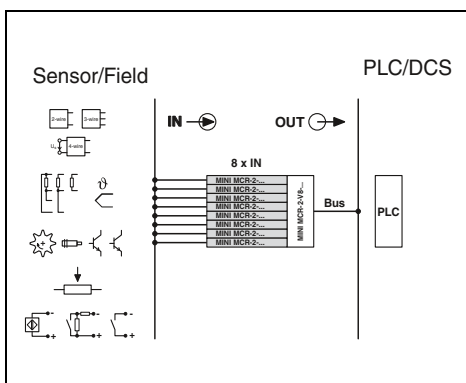 Sensor/Field
PLC/DCS
IN
OUT
2-wire
3-wire
4-wire
8 x IN
MINI MCR-2-...
MINI MCR-2-...
MINI MCR-2-...
MINI MCR-2-...
MINI MCR-2-...
MINI MCR-2-...
MINI MCR-2-...
MINI MCR-2-...
MINI MCR-2-V8-...
Bus
PLC
ϑ
- + - + - +